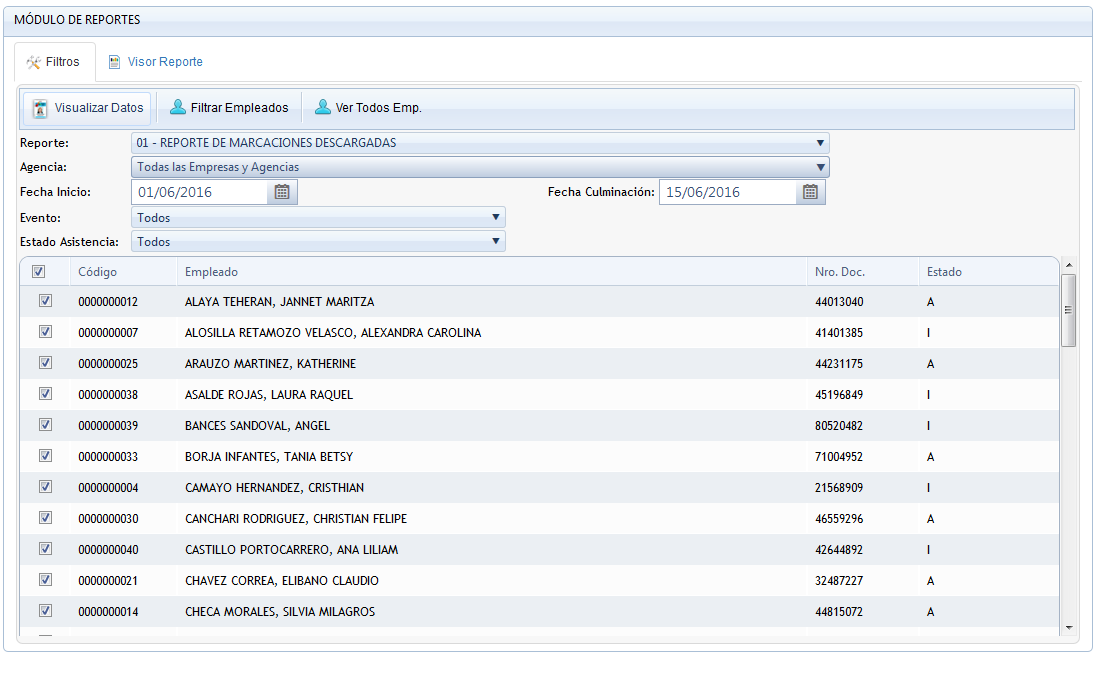 MÓDULO DE REPORTES
Filtros Visor Reporte
Visualizar Datos Filtrar Empleados Ver Todos Emp.
Reporte: 01 - REPORTE DE MARCACIONES DESCARGADAS
Agencia: Todas las Empresas y Agencias
Fecha Inicio: 01/06/2016 Fecha Culminación: 15/06/2016
Evento: Todos
Estado Asistencia: Todos
Código Empleado Nro. Doc. Estado
0000000012 ALAYA TEHERAN, JANNET MARITZA 44013040 A
0000000007 ALOSILLA RETAMOZO VELASCO, ALEXANDRA CAROLINA 41401385 I
0000000025 ARAUZO MARTINEZ, KATHERINE 44231175 A
0000000038 ASALDE ROJAS, LAURA RAQUEL 45196849 I
0000000039 BANCES SANDOVAL, ANGEL 80520482 I
0000000033 BORJA INFANTES, TANIA BETSY 71004952 A
0000000004 CAMAYO HERNANDEZ, CRISTHIAN 21568909 I
0000000030 CANCHARI RODRIGUEZ, CHRISTIAN FELIPE 46559296 A
0000000040 CASTILLO PORTOCARRERO, ANA LILIAM 42644892 I
0000000021 CHAVEZ CORREA, ELIBANO CLAUDIO 32487227 A
0000000014 CHECA MORALES, SILVIA MILAGROS 44815072 A